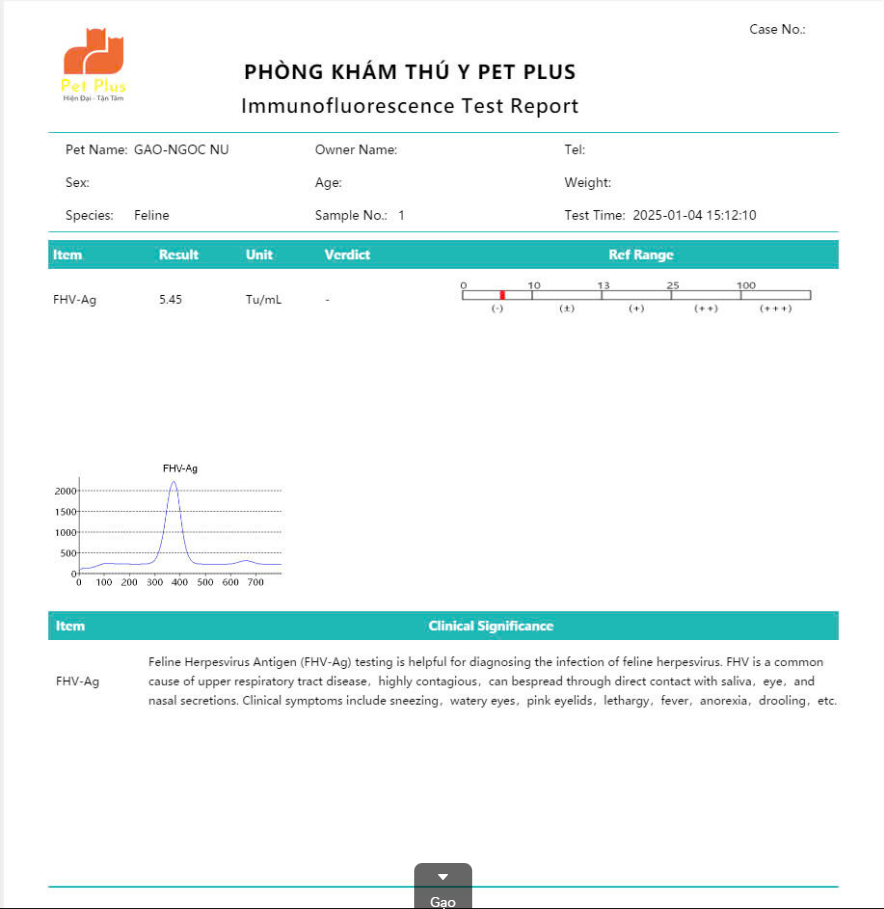 Case No.:
Pet Plus
Hiện Đại - Tận Tâm
PHÒNG KHÁM THÚ Y PET PLUS
Immunofluorescence Test Report
Pet Name: GAO-NGOC NU Owner Name: Tel:
Sex: Age: Weight:
Species: Feline Sample No.: 1 Test Time: 2025-01-04 15:12:10
Item Result Unit Verdict Ref Range
0 10 13 25 100
FHV-Ag 5.45 Tu/mL -
(-) (±) (+) (++) (+++)
FHV-Ag
2000
1500
1000
500
0
0 100 200 300 400 500 600 700
Item Clinical Significance
Feline Herpesvirus Antigen (FHV-Ag) testing is helpful for diagnosing the infection of feline herpesvirus. FHV is a common
FHV-Ag cause of upper respiratory tract disease, highly contagious, can bespread through direct contact with saliva, eye, and
nasal secretions. Clinical symptoms include sneezing, watery eyes, pink eyelids, lethargy, fever, anorexia, drooling, etc.
Gạo